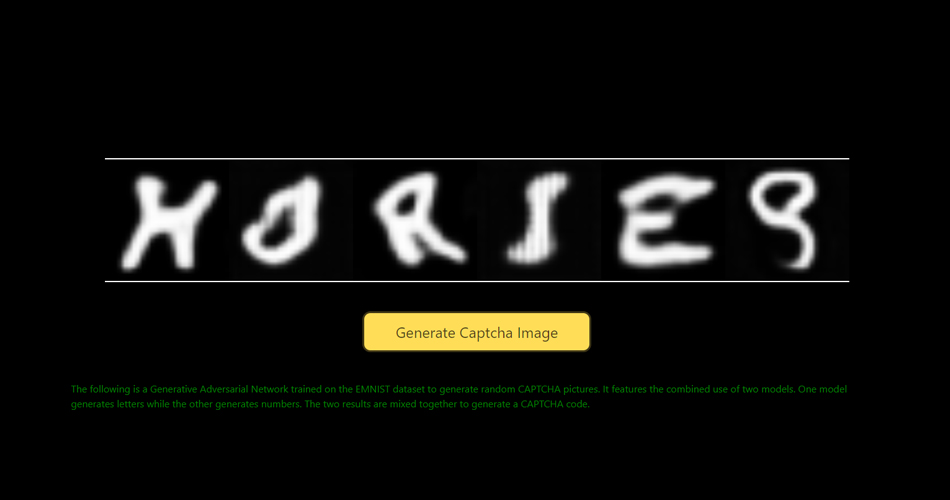 HORSE9
Generate Captcha Image
The following is a Generative Adversarial Network trained on the EMNIST dataset to generate random CAPTCHA pictures. It features the combined use of two models. One model
generates letters while the other generates numbers. The two results are mixed together to generate a CAPTCHA code.